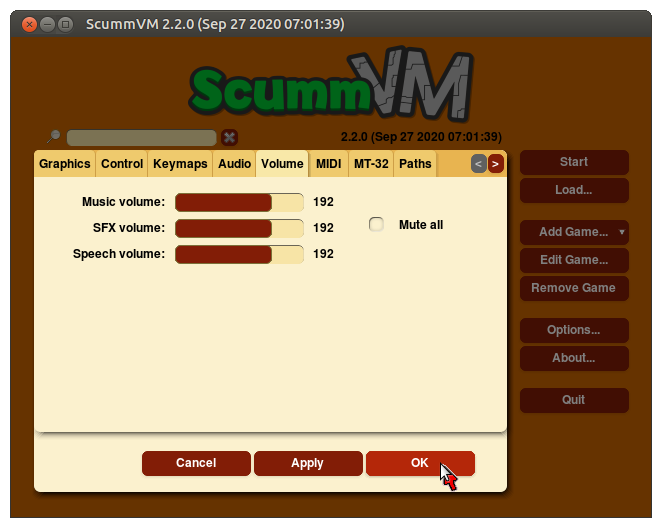 ScummVM 2.2.0 (Sep 27 2020 07:01:39)
ScummVM
2.2.0 (Sep 27 2020 07:01:39)
Graphics Control Keymaps Audio Volume MIDI MT-32 Paths < >
Music volume: 192
SFX volume: 192
Mute all
Speech volume: 192
Cancel Apply OK
Start
Load...
Add Game...
Edit Game...
Remove Game
Options...
About...
Quit